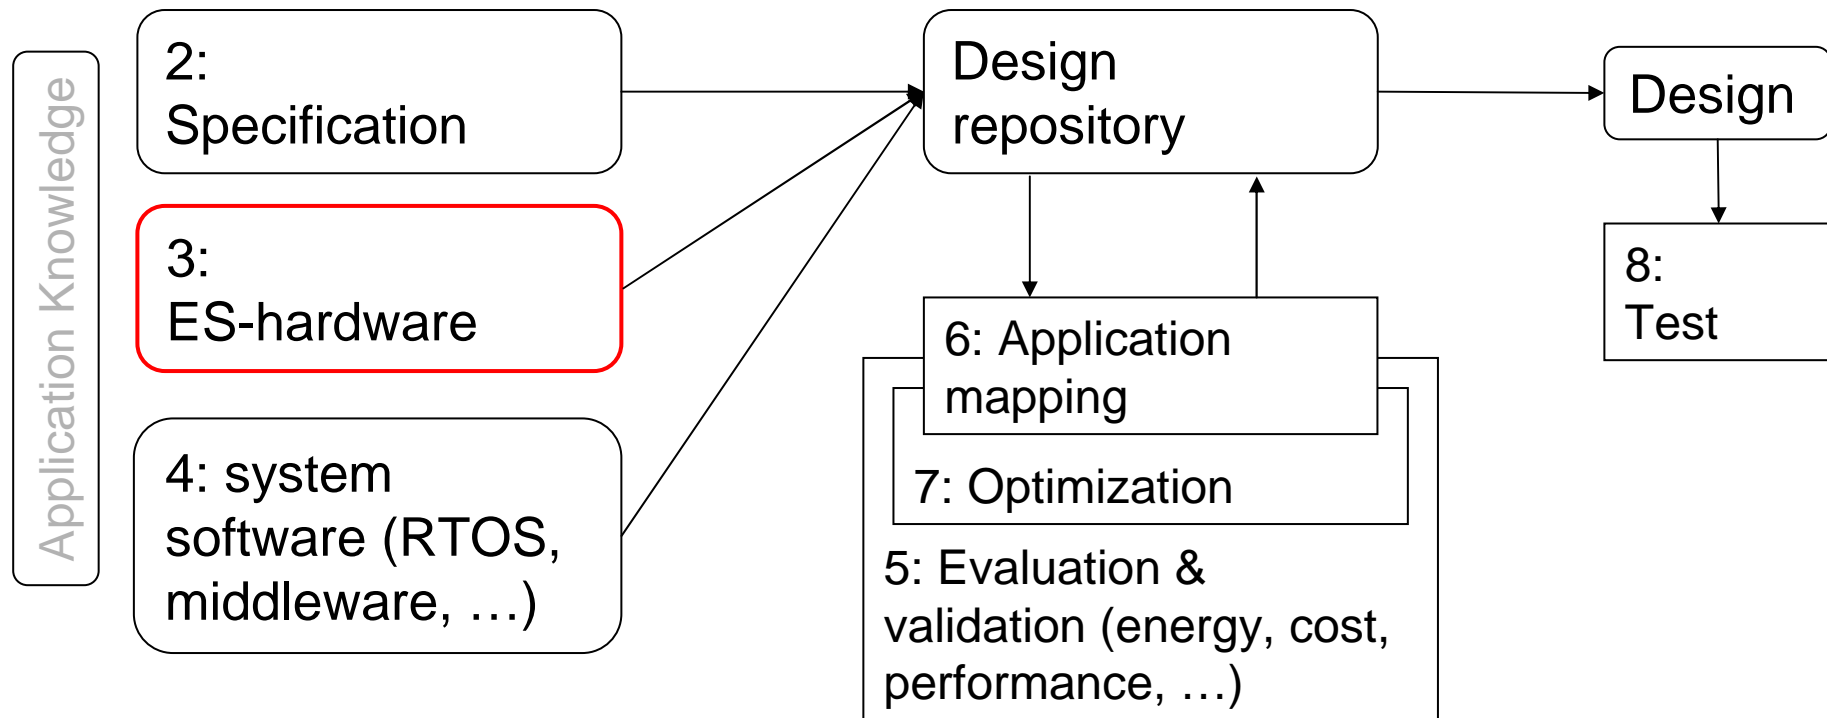 Application Knowledge
2:
Specification
3:
ES-hardware
4: system
software (RTOS,
middleware, …)
Design
repository
6: Application
mapping
7: Optimization
5: Evaluation &
validation (energy, cost,
performance, …)
Design
8:
Test